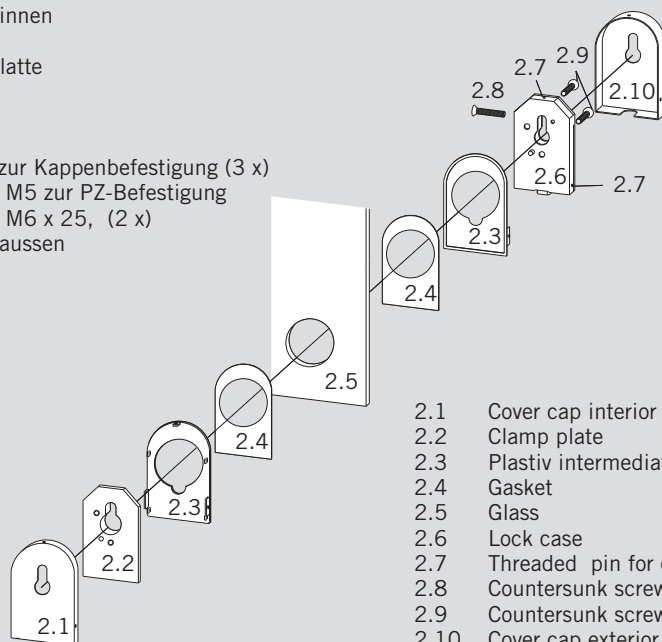 innen
latte
zur Kappenbefestigung (3 x)
M5 zur PZ-Befestigung
M6 x 25, (2 x)
aussen
2.9
2.7
2.8
2.10
2.6
2.7
2.3
2.4
2.5
2.4
2.3
2.2
2.1
2.1 Cover cap interior
2.2 Clamp plate
2.3 Plastiv intermediat
2.4 Gasket
2.5 Glass
2.6 Lock case
2.7 Threaded pin for
2.8 Countersunk screw
2.9 Countersunk screw
2.10 Cover cap exterior